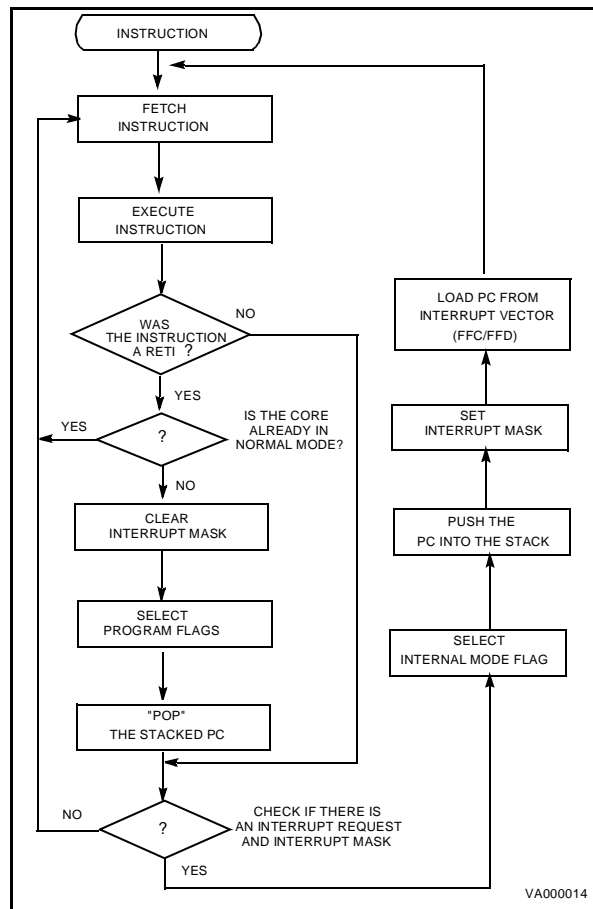 INSTRUCTION
FETCH
INSTRUCTION
EXECUTE
INSTRUCTION
WAS
THE INSTRUCTION
A RETI ?
NO
YES
?
YES
IS THE CORE
ALREADY IN
NORMAL MODE?
NO
CLEAR
INTERRUPT MASK
SELECT
PROGRAM FLAGS
"POP"
THE STACKED PC
?
NO
CHECK IF THERE IS
AN INTERRUPT REQUEST
AND INTERRUPT MASK
YES
LOAD PC FROM
INTERRUPT VECTOR
(FFC/FFD)
SET
INTERRUPT MASK
PUSH THE
PC INTO THE STACK
SELECT
INTERNAL MODE FLAG
VA000014